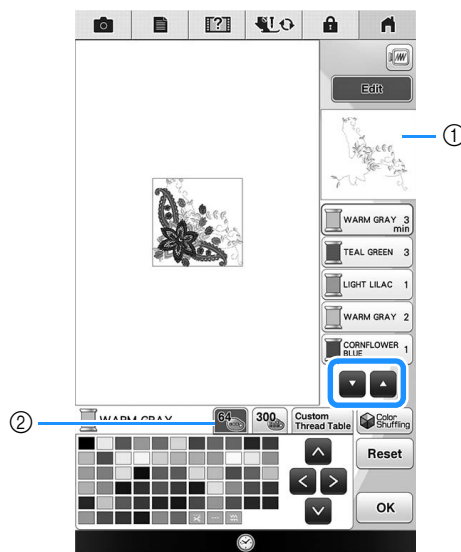 ?
Edit
①
WARM GRAY 3
min
TEAL GREEN 3
LIGHT LILAC 1
WARM GRAY 2
CORNFLOWER
BLUE 1
②
WARM GRAY
64
300
Custom
Thread Table
Color
Shuffling
Reset
OK